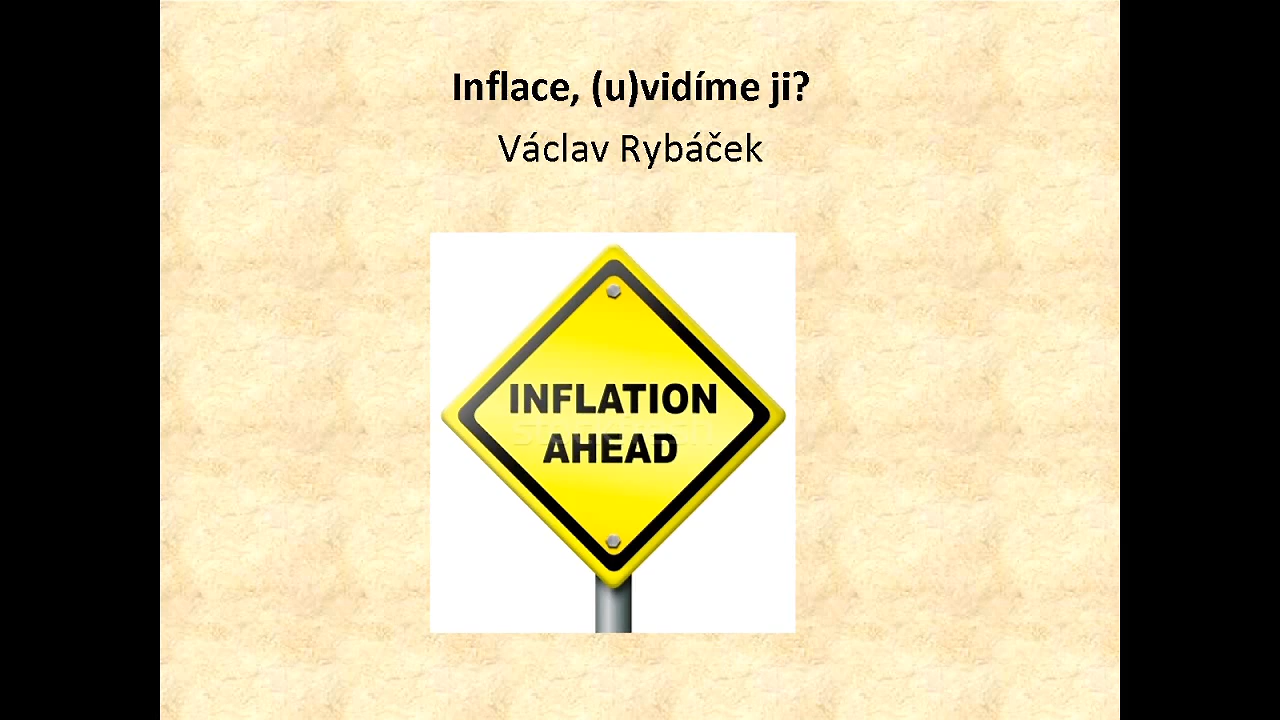 Inflace, (u)vidíme ji?
Václav Rybáček
INFLATION
AHEAD